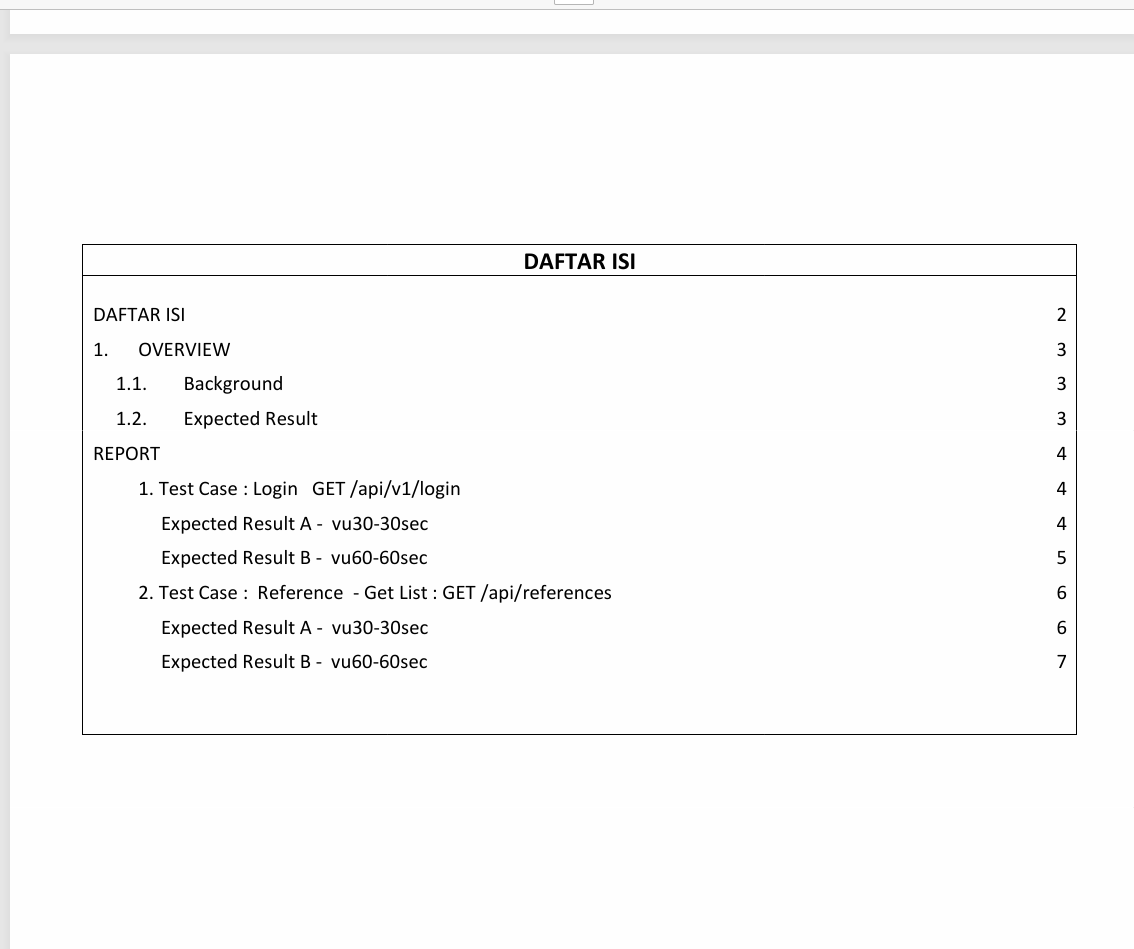 DAFTAR ISI
DAFTAR ISI 2
1. OVERVIEW 3
1.1. Background 3
1.2. Expected Result 3
REPORT 4
1. Test Case : Login   GET /api/v1/login 4
Expected Result A -  vu30-30sec 4
Expected Result B -  vu60-60sec 5
2. Test Case :  Reference  - Get List : GET /api/references 6
Expected Result A -  vu30-30sec 6
Expected Result B -  vu60-60sec 7